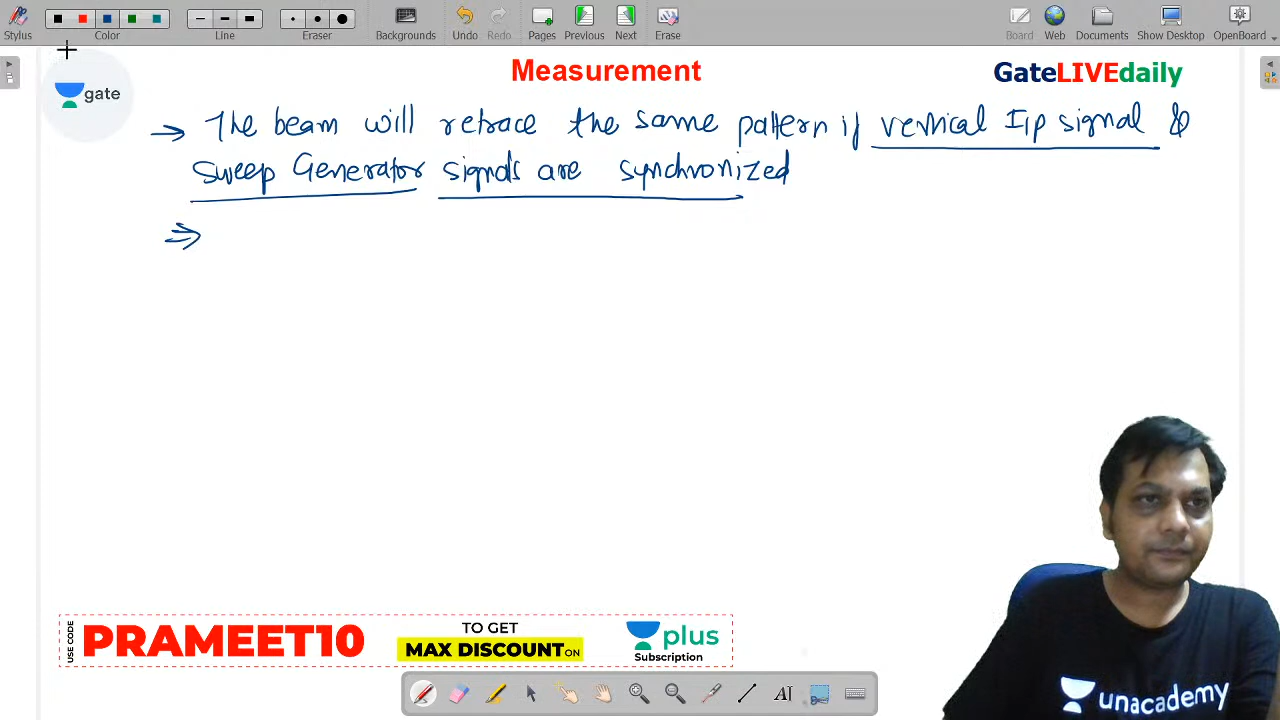 Stylus
Color
Line
Eraser
Backgrounds
Undo
Redo
Pages
Previous
Next
Erase
Board
Web
Documents
Show Desktop
OpenBoard
gate
Measurement
GateLIVEdaily
→ The beam will retrace the same pattern if vertical I/p signal &
sweep Generator signals are synchronized
⇒
USE CODE
PRAMEET10
TO GET
MAX DISCOUNT ON
plus
Subscription
unacademy